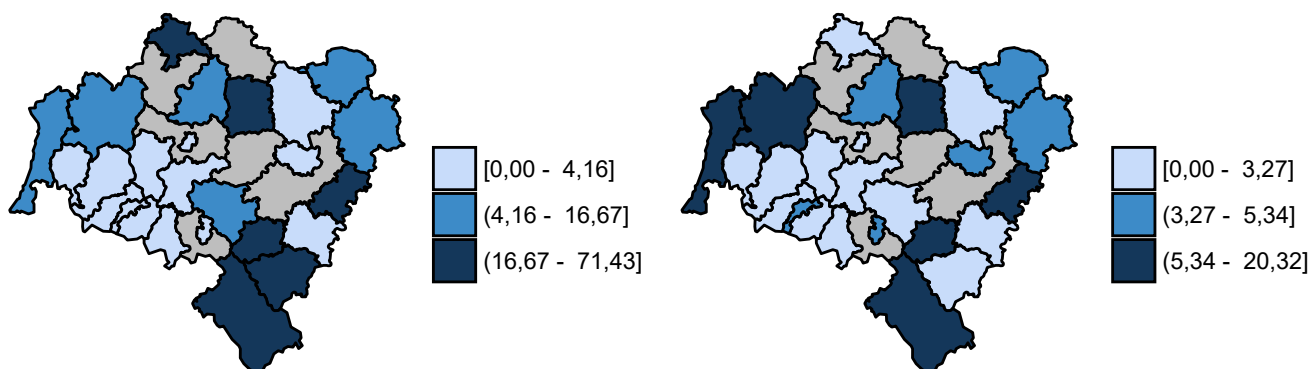 [0,00 - 4,16]
(4,16 - 16,67]
(16,67 - 71,43]
[0,00 - 3,27]
(3,27 - 5,34]
(5,34 - 20,32]